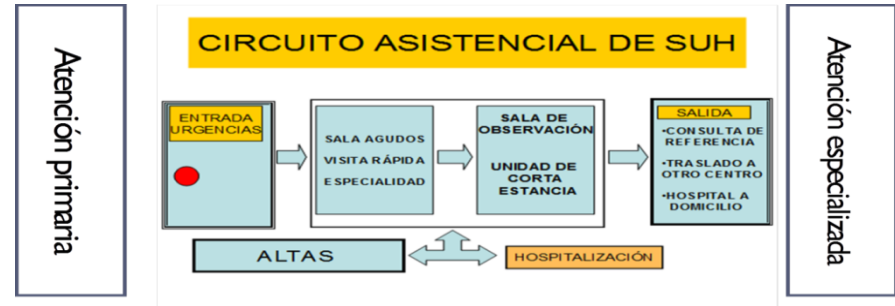 Atención primaria
CIRCUITO ASISTENCIAL DE SUH
ENTRADA
URGENCIAS
SALA AGUDOS
VISITA RÁPIDA
ESPECIALIDAD
SALA DE
OBSERVACIÓN
UNIDAD DE
CORTA
ESTANCIA
SALIDA
•CONSULTA DE
REFERENCIA
•TRASLADO A
OTRO CENTRO
•HOSPITAL A
DOMICILIO
ALTAS
HOSPITALIZACIÓN
Atención especializada